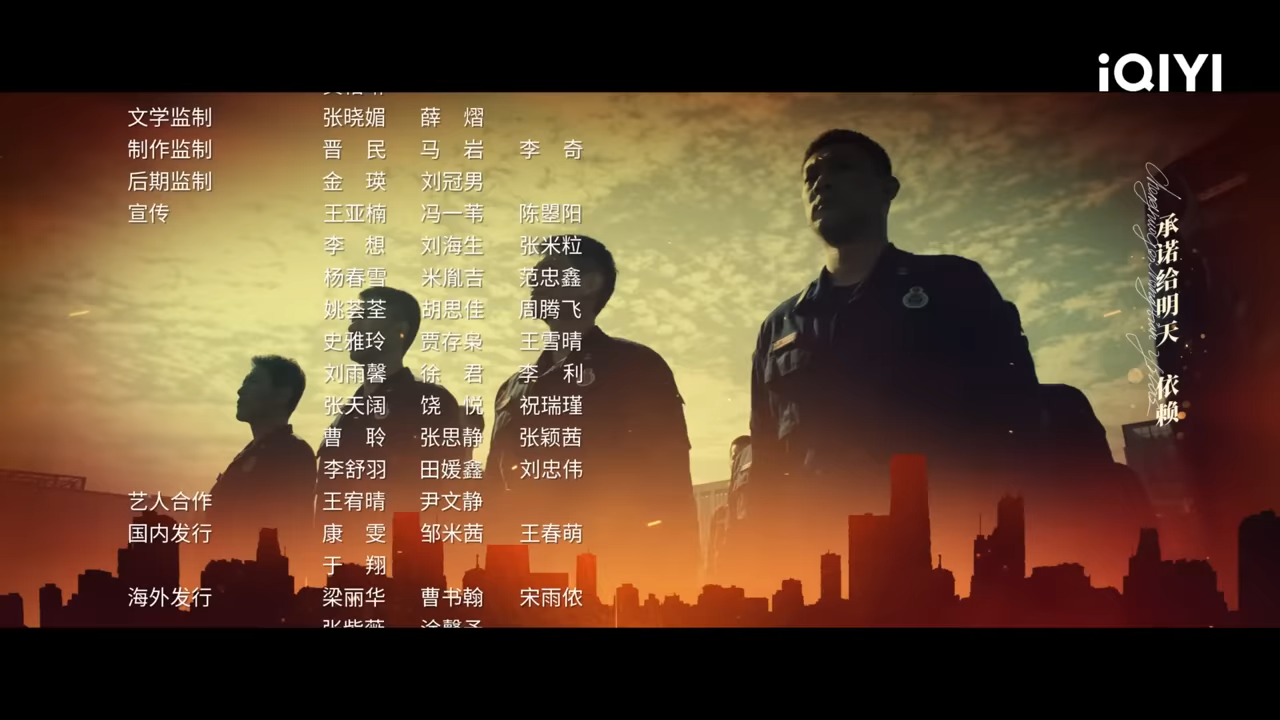 iQIYI
文学监制 张晓媚 薛 熠
制作监制 晋 民 马 岩 李 奇
后期监制 金 瑛 刘冠男
宣传 王亚楠 冯一苇 陈曌阳
李 想 刘海生 张米粒
杨春雪 米胤吉 范忠鑫
姚荟荃 胡思佳 周腾飞
史雅玲 贾存枭 王雪晴
刘雨馨 徐 君 李 利
张天阔 饶 悦 祝瑞瑾
曹 聆 张思静 张颖茜
李舒羽 田媛鑫 刘忠伟
艺人合作 王宥晴 尹文静
国内发行 康 雯 邹米茜 王春萌
于 翔
海外发行 梁丽华 曹书翰 宋雨侬
承诺给明天 依赖